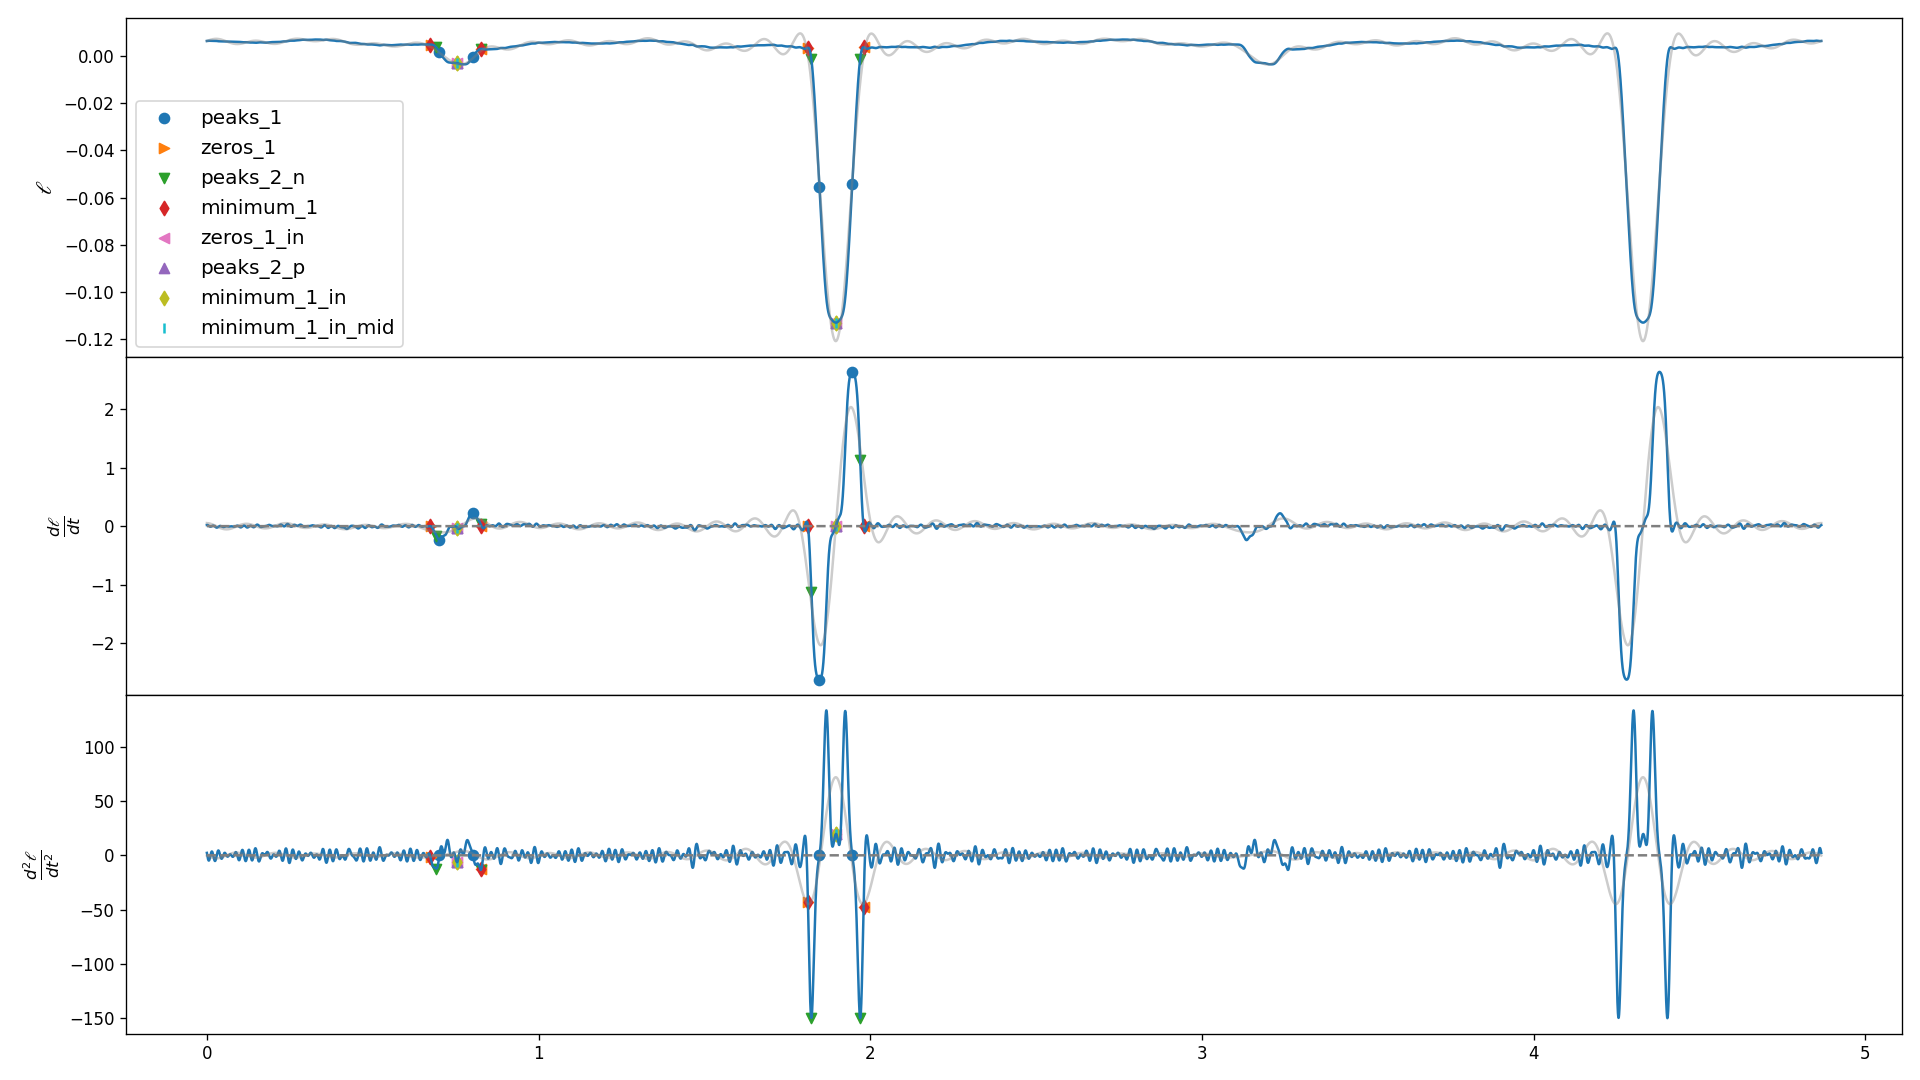 0.00
−0.02
−0.04
−0.06
−0.08
−0.10
−0.12
ℓ
peaks_1
zeros_1
peaks_2_n
minimum_1
zeros_1_in
peaks_2_p
minimum_1_in
minimum_1_in_mid
2
1
0
−1
−2
dℓ
dt
100
50
0
−50
−100
−150
d²ℓ
dt²
0 1 2 3 4 5